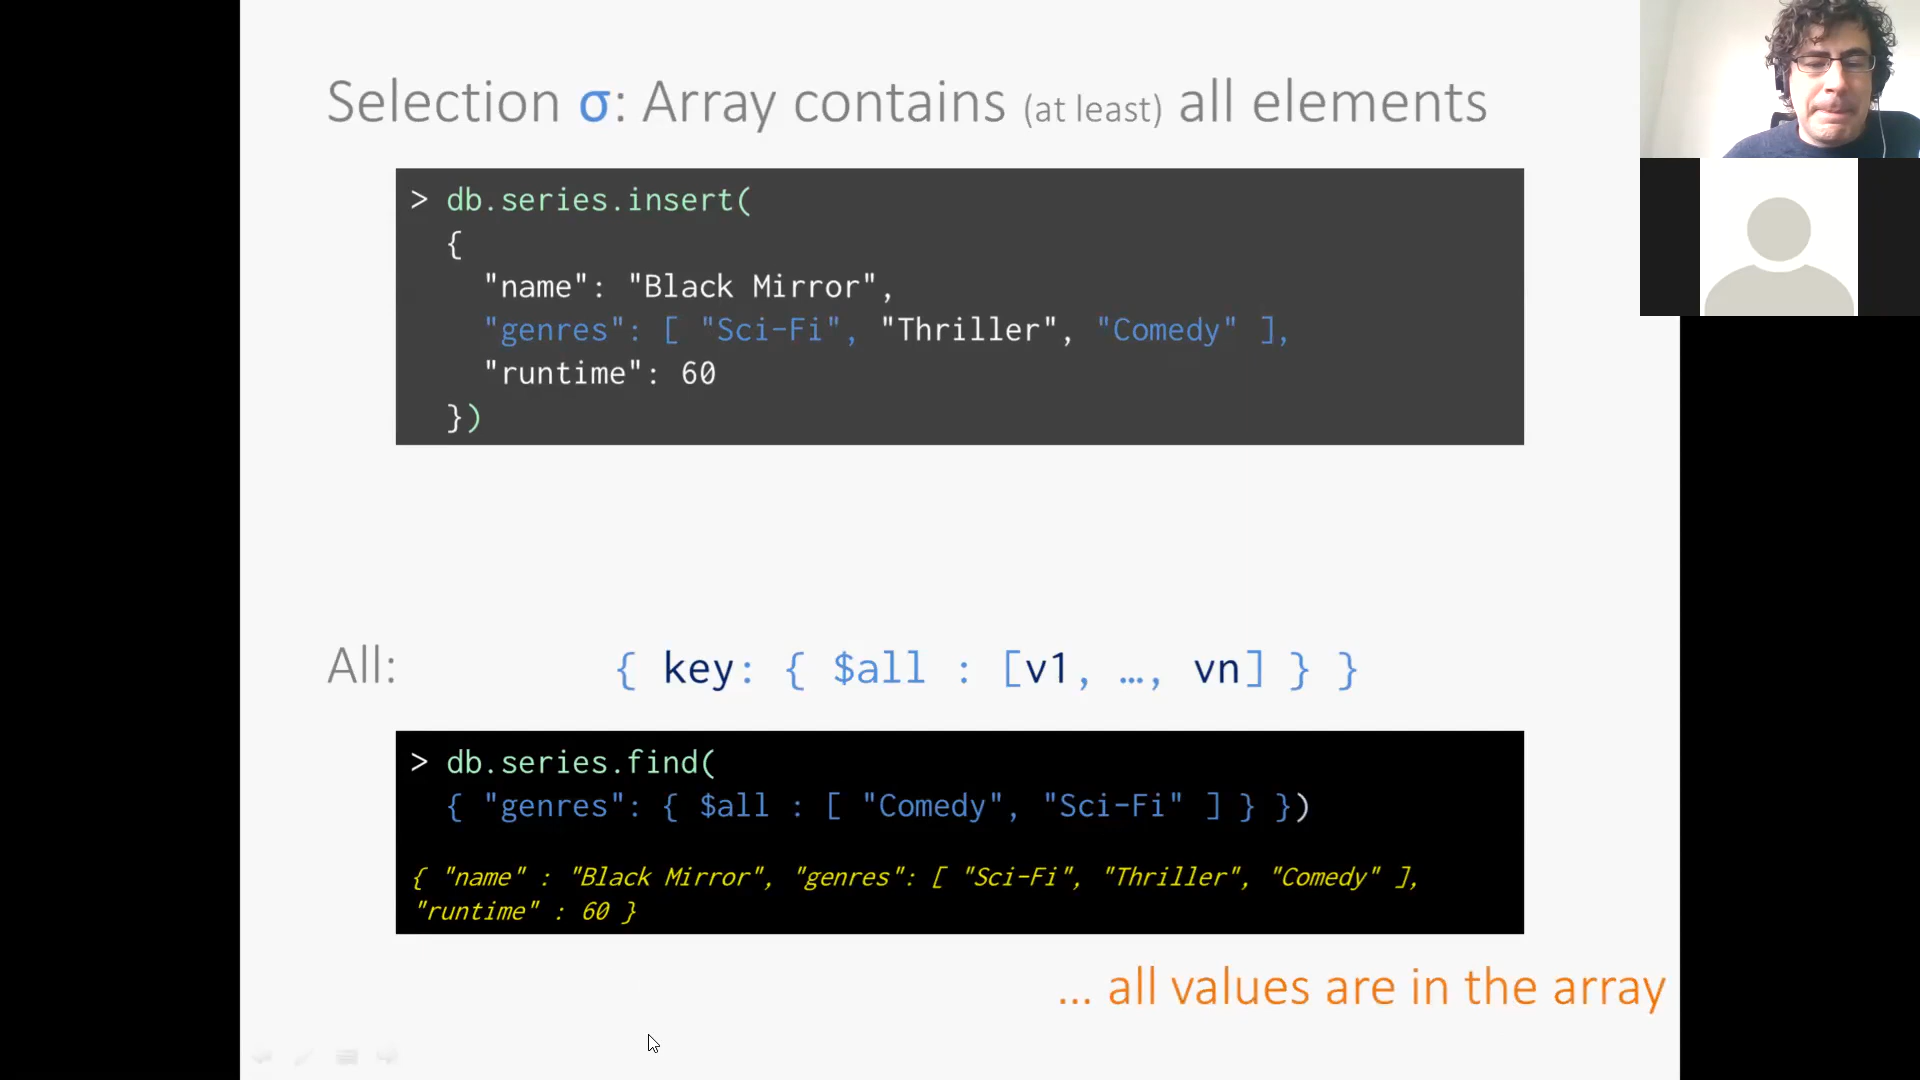 Selection σ: Array contains (at least) all elements
> db.series.insert(
{
"name": "Black Mirror",
"genres": [ "Sci-Fi", "Thriller", "Comedy" ],
"runtime": 60
})
All: { key: { $all : [v1, …, vn] } }
> db.series.find(
{ "genres": { $all : [ "Comedy", "Sci-Fi" ] } })
{ "name" : "Black Mirror", "genres": [ "Sci-Fi", "Thriller", "Comedy" ],
"runtime" : 60 }
… all values are in the array